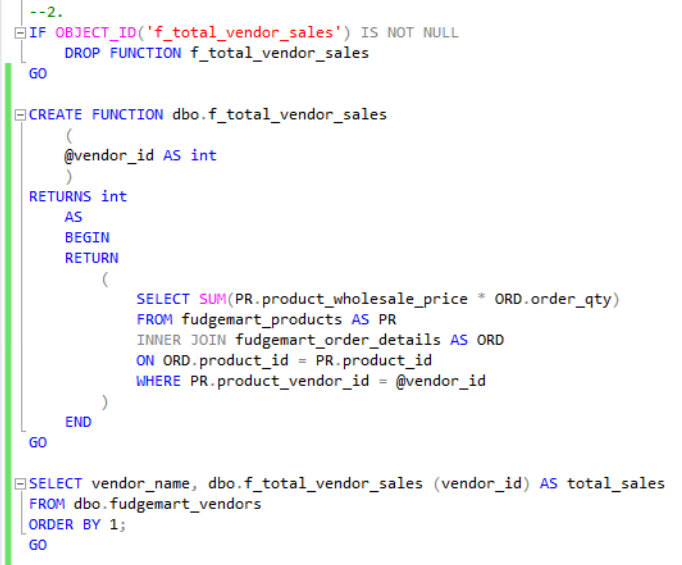 --2.
IF OBJECT_ID('f_total_vendor_sales') IS NOT NULL
DROP FUNCTION f_total_vendor_sales
GO
CREATE FUNCTION dbo.f_total_vendor_sales
(
@vendor_id AS int
)
RETURNS int
AS
BEGIN
RETURN
(
SELECT SUM(PR.product_wholesale_price * ORD.order_qty)
FROM fudgemart_products AS PR
INNER JOIN fudgemart_order_details AS ORD
ON ORD.product_id = PR.product_id
WHERE PR.product_vendor_id = @vendor_id
)
END
GO
SELECT vendor_name, dbo.f_total_vendor_sales (vendor_id) AS total_sales
FROM dbo.fudgemart_vendors
ORDER BY 1;
GO